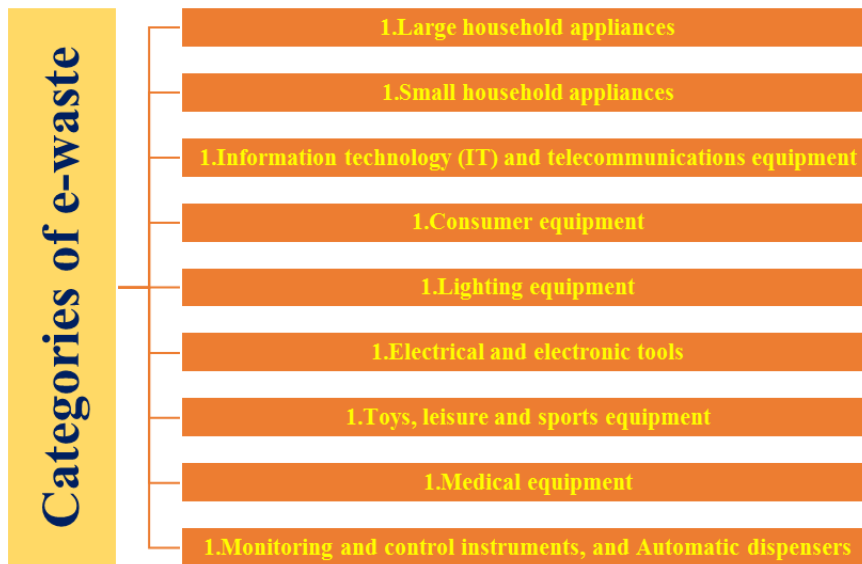 Categories of e-waste
1.Large household appliances
1.Small household appliances
1.Information technology (IT) and telecommunications equipment
1.Consumer equipment
1.Lighting equipment
1.Electrical and electronic tools
1.Toys, leisure and sports equipment
1.Medical equipment
1.Monitoring and control instruments, and Automatic dispensers